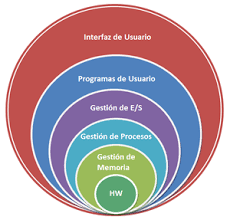 Interfaz de Usuario
Programas de Usuario
Gestión de E/S
Gestión de Procesos
Gestión de
Memoria
HW